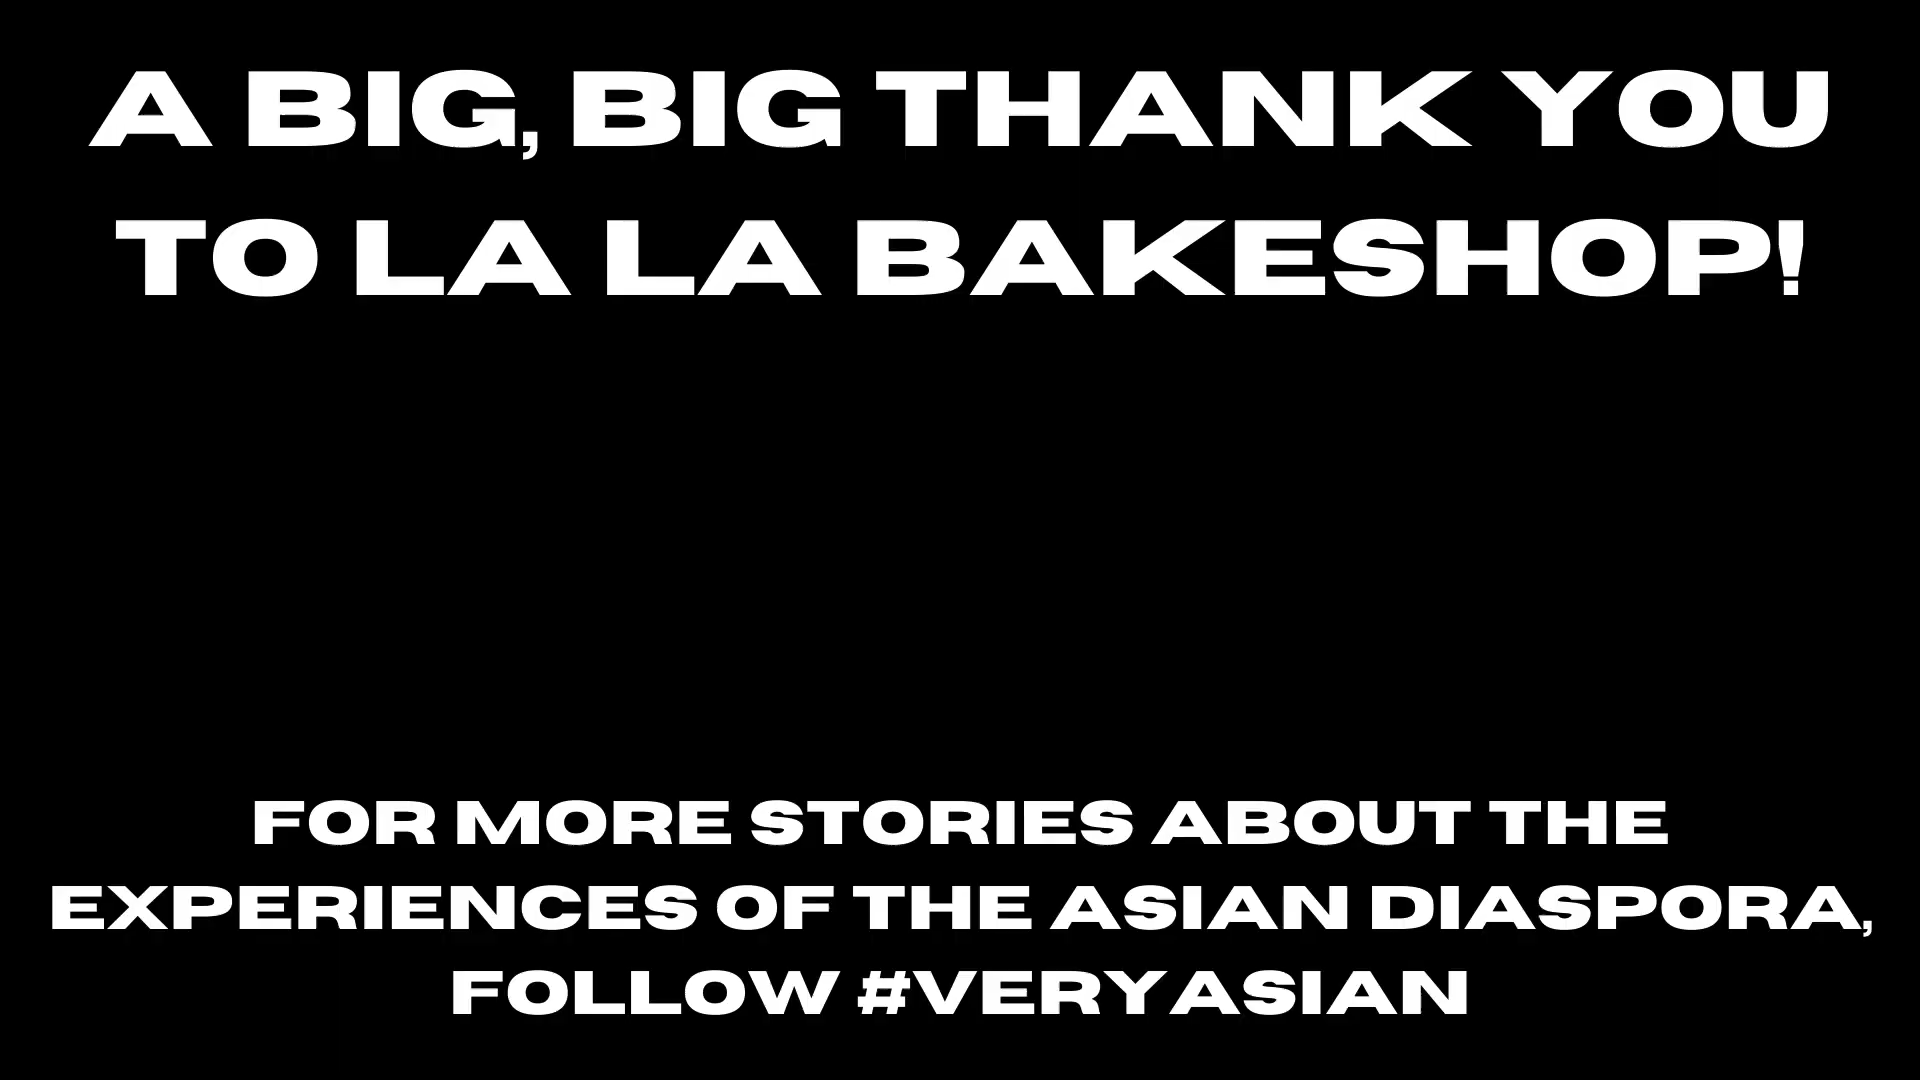 A BIG, BIG THANK YOU
TO LA LA BAKESHOP!
FOR MORE STORIES ABOUT THE
EXPERIENCES OF THE ASIAN DIASPORA,
FOLLOW #VERYASIAN